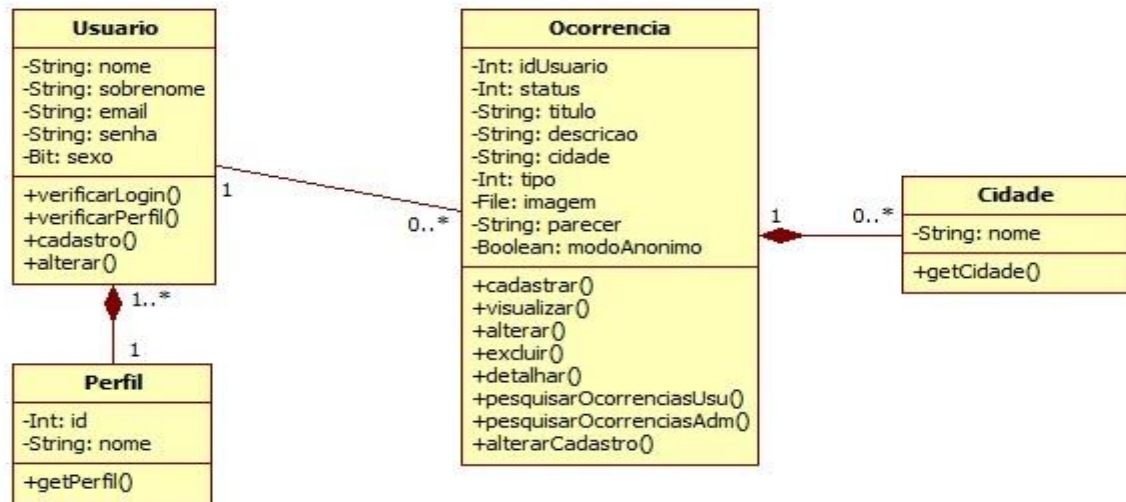 Usuario
-String: nome
-String: sobrenome
-String: email
-String: senha
-Bit: sexo
+verificarLogin()
+verificarPerfil()
+cadastro()
+alterar()
1
0..*
1..*
1
Perfil
-Int: id
-String: nome
+getPerfil()
Ocorrencia
-Int: idUsuario
-Int: status
-String: titulo
-String: descricao
-String: cidade
-Int: tipo
-File: imagem
-String: parecer
-Boolean: modoAnonimo
+cadastrar()
+visualizar()
+alterar()
+excluir()
+detalhar()
+pesquisarOcorrenciasUsu()
+pesquisarOcorrenciasAdm()
+alterarCadastro()
1
0..*
Cidade
-String: nome
+getCidade()